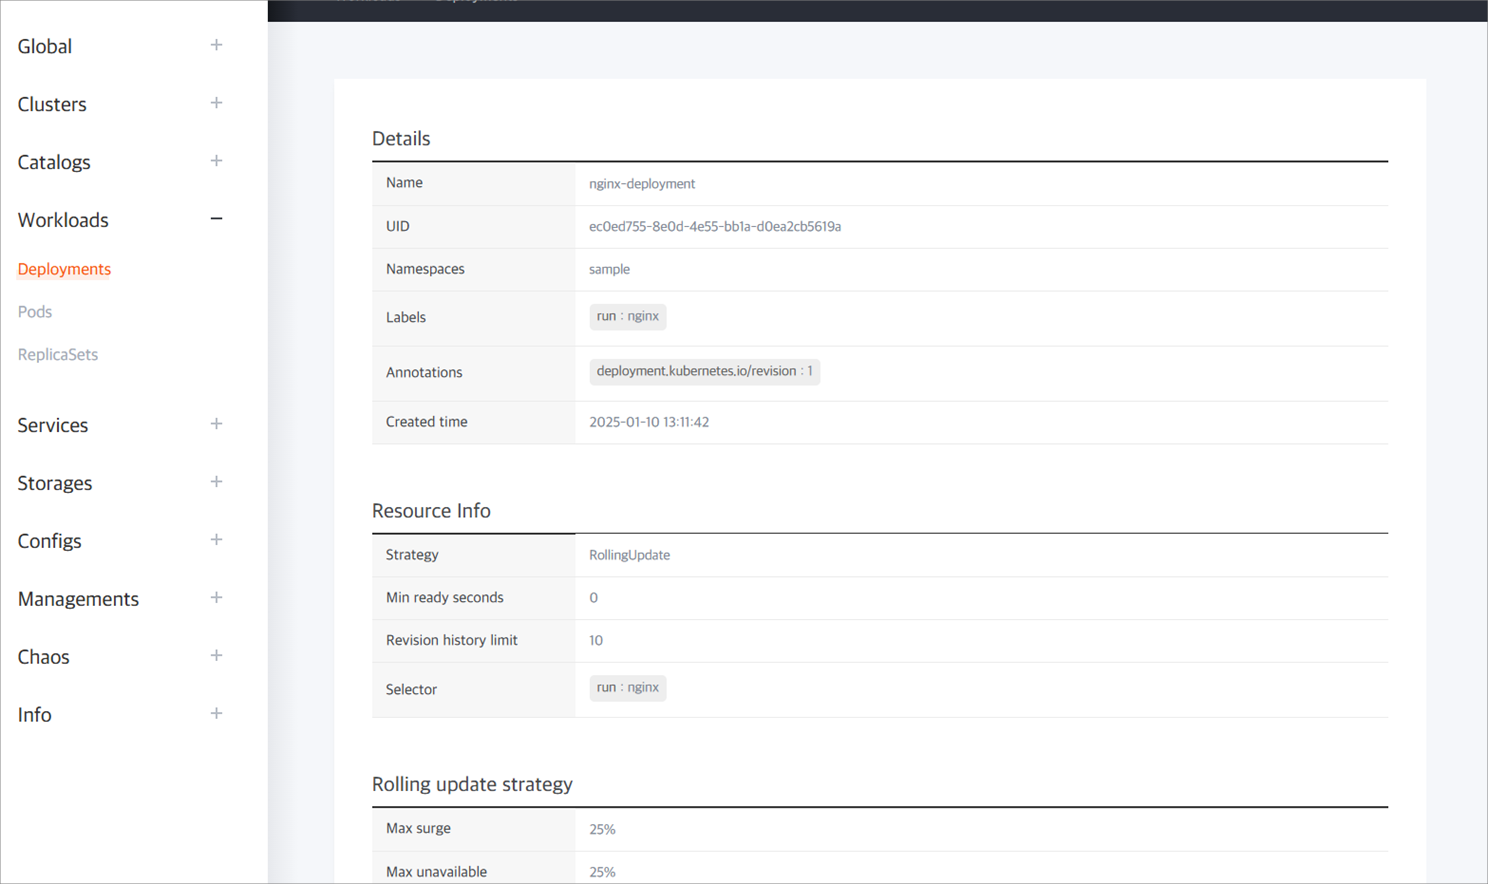 Global
Clusters
Catalogs
Workloads
Deployments
Pods
ReplicaSets
Services
Storages
Configs
Managements
Chaos
Info
Details
Name nginx-deployment
UID ec0ed755-8e0d-4e55-bb1a-d0ea2cb5619a
Namespaces sample
Labels run : nginx
Annotations deployment.kubernetes.io/revision : 1
Created time 2025-01-10 13:11:42
Resource Info
Strategy RollingUpdate
Min ready seconds 0
Revision history limit 10
Selector run : nginx
Rolling update strategy
Max surge 25%
Max unavailable 25%